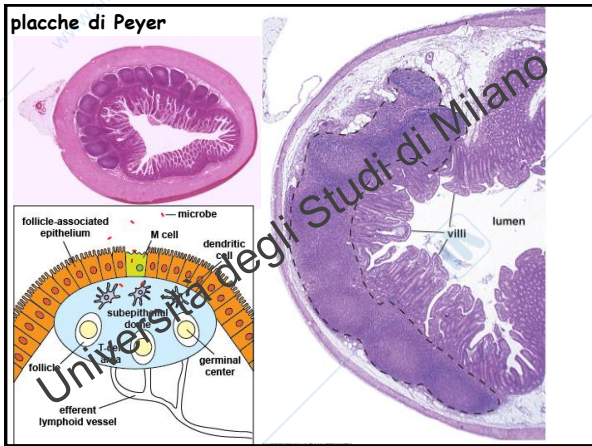 placche di Peyer
microbe
follicle-associated
epithelium
M cell
dendritic
cell
subepithelial
dome
T-cell
area
follicle
germinal
center
efferent
lymphoid vessel
lumen
villi
Università degli Studi di Milano